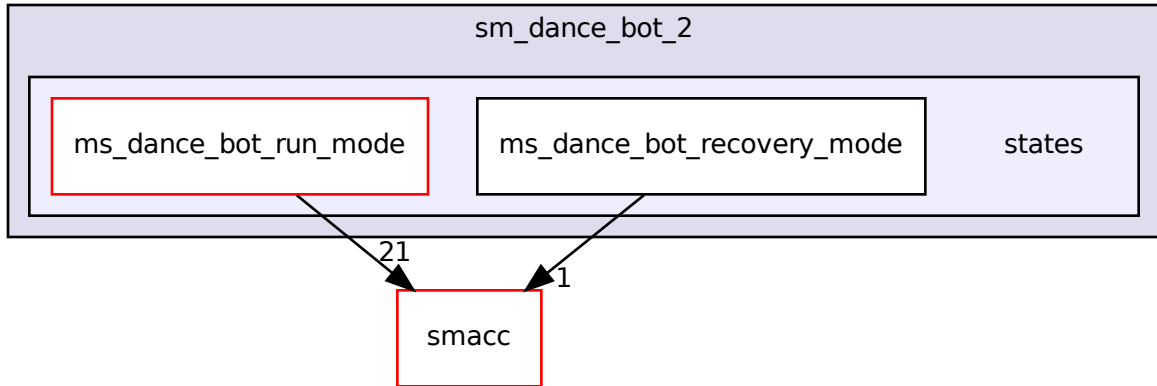 sm_dance_bot_2
ms_dance_bot_run_mode
ms_dance_bot_recovery_mode
states
21
1
smacc